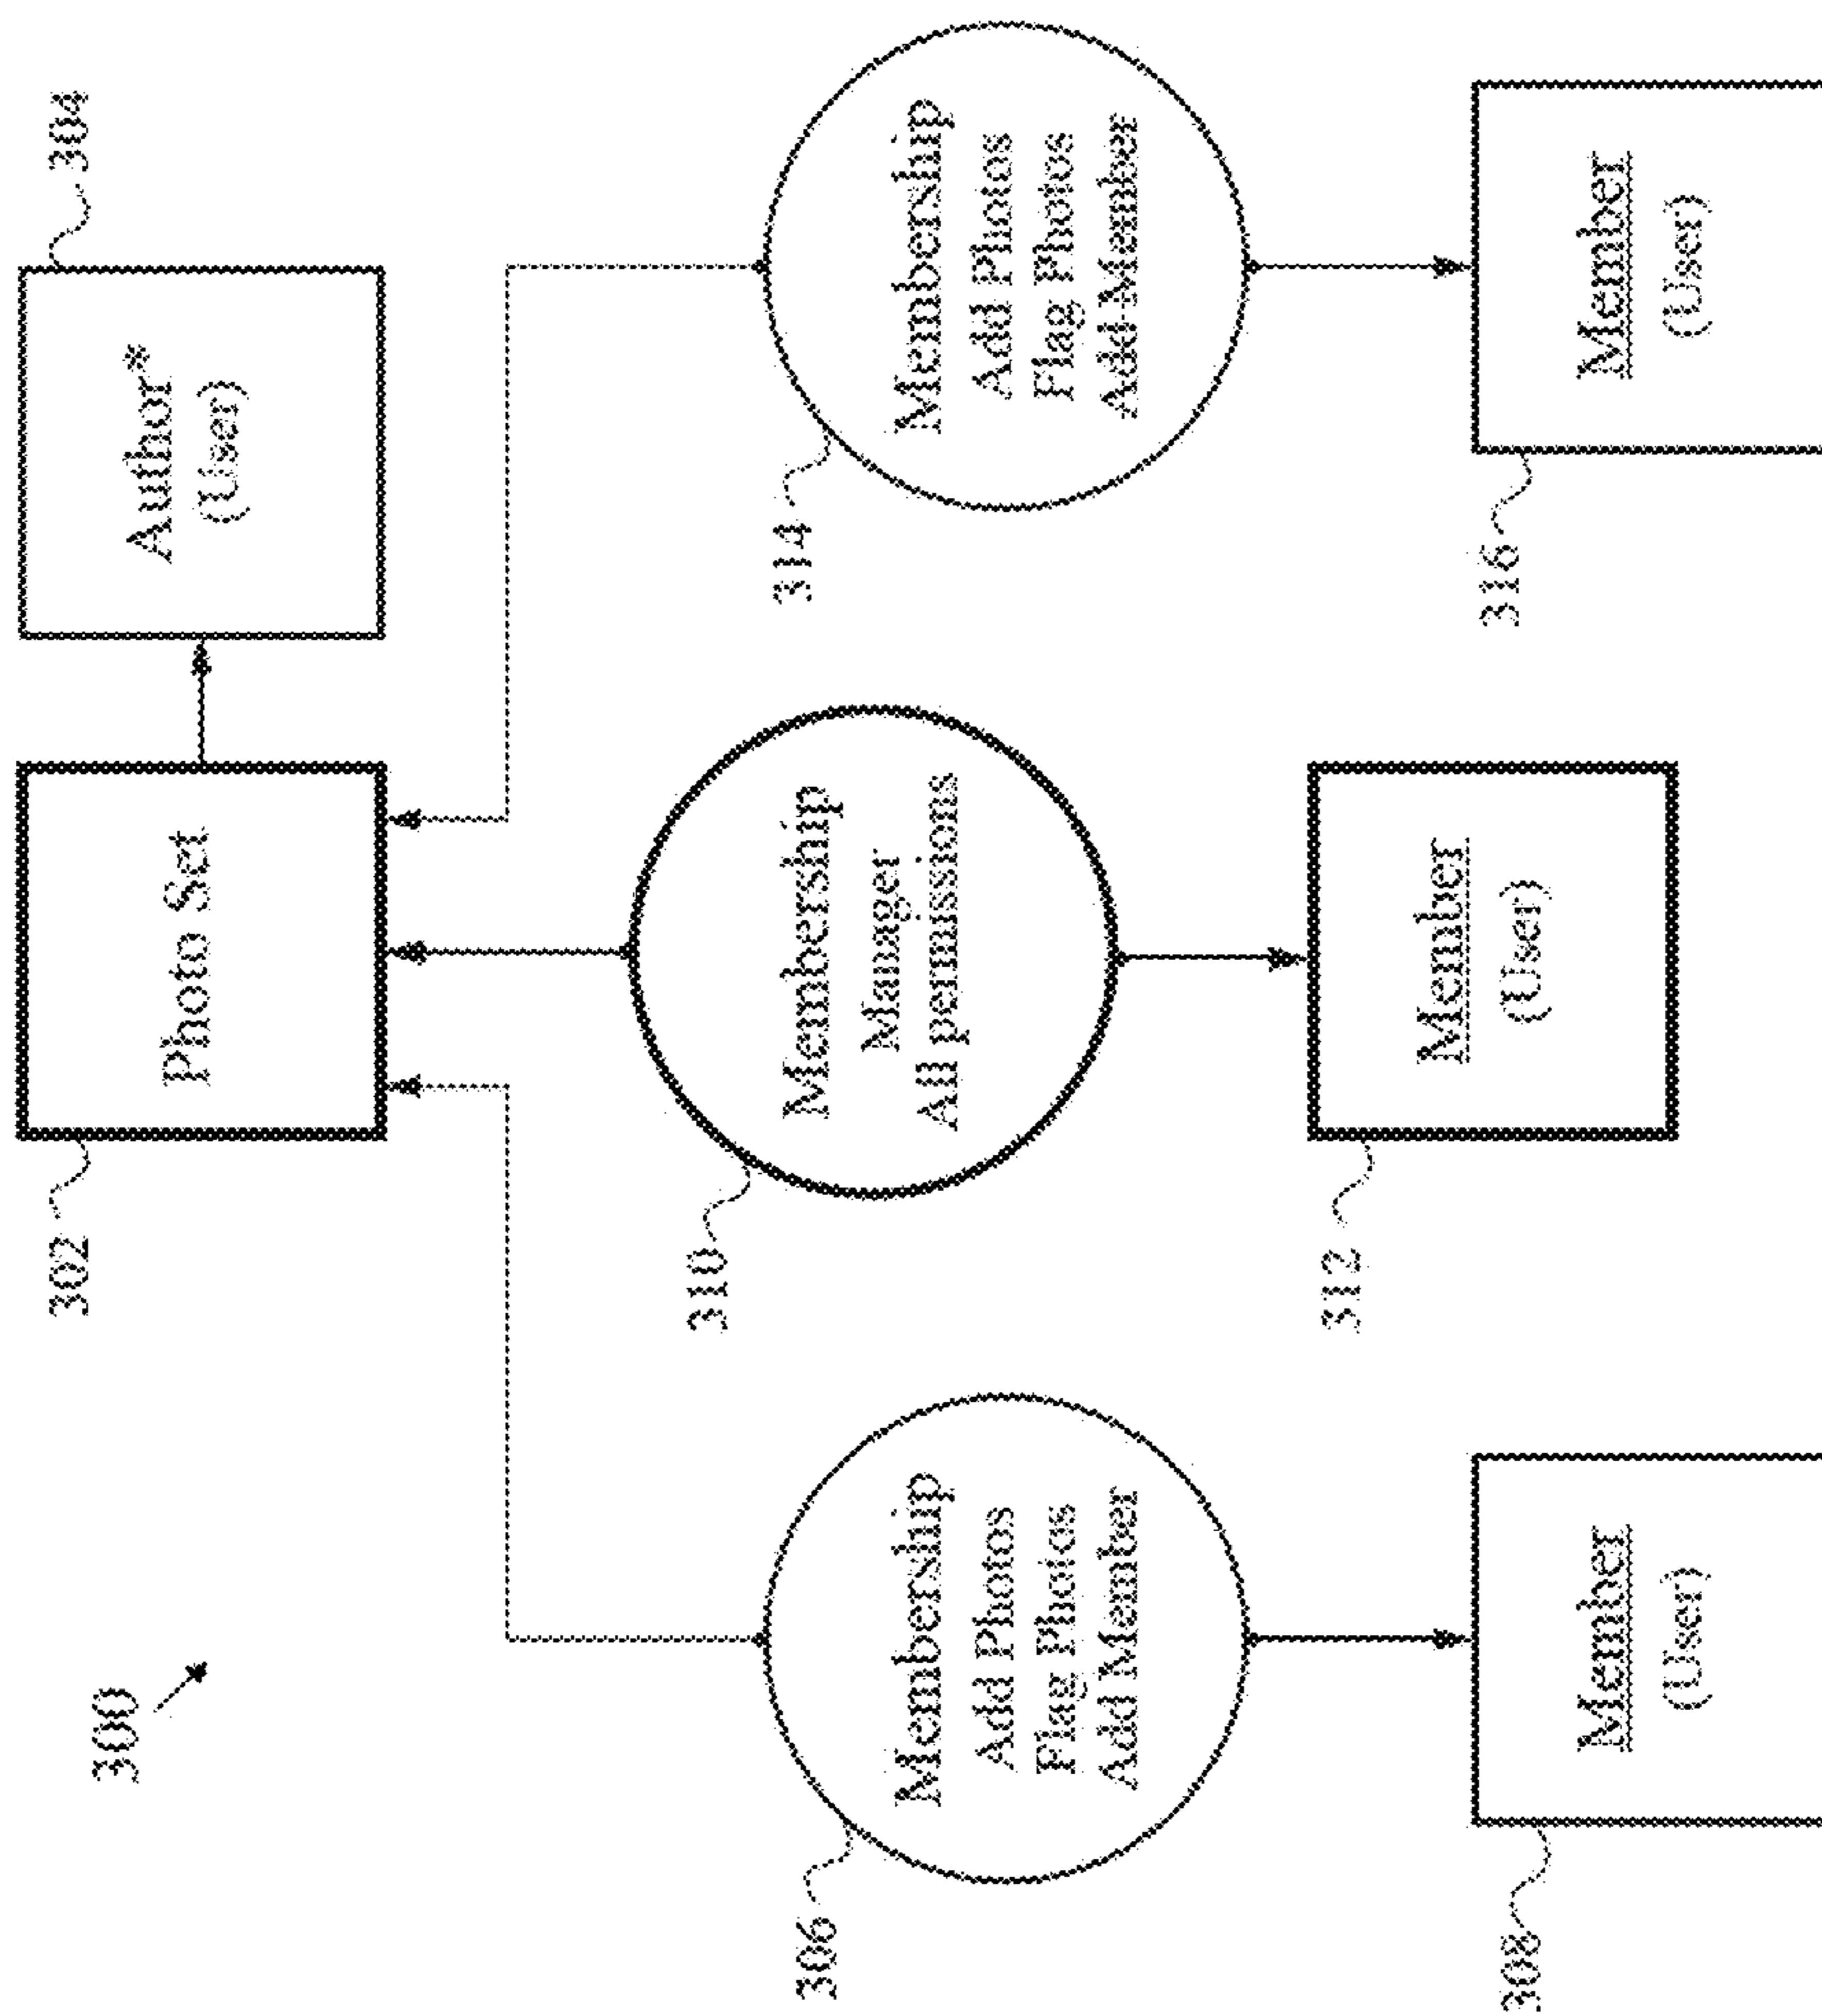 300
302
Photo Set
304
Author*
(User)
306
Membership
Add Photos
Flag Photos
Add Member
310
Membership
Manager
All permissions
314
Membership
Add Photos
Flag Photos
Add Member
308
Member
(User)
312
Member
(User)
316
Member
(User)